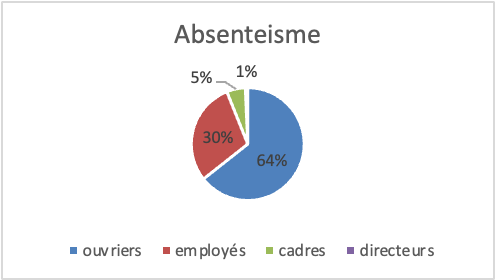 Absenteisme
5% 1%
30%
64%
ouvriers employés cadres directeurs